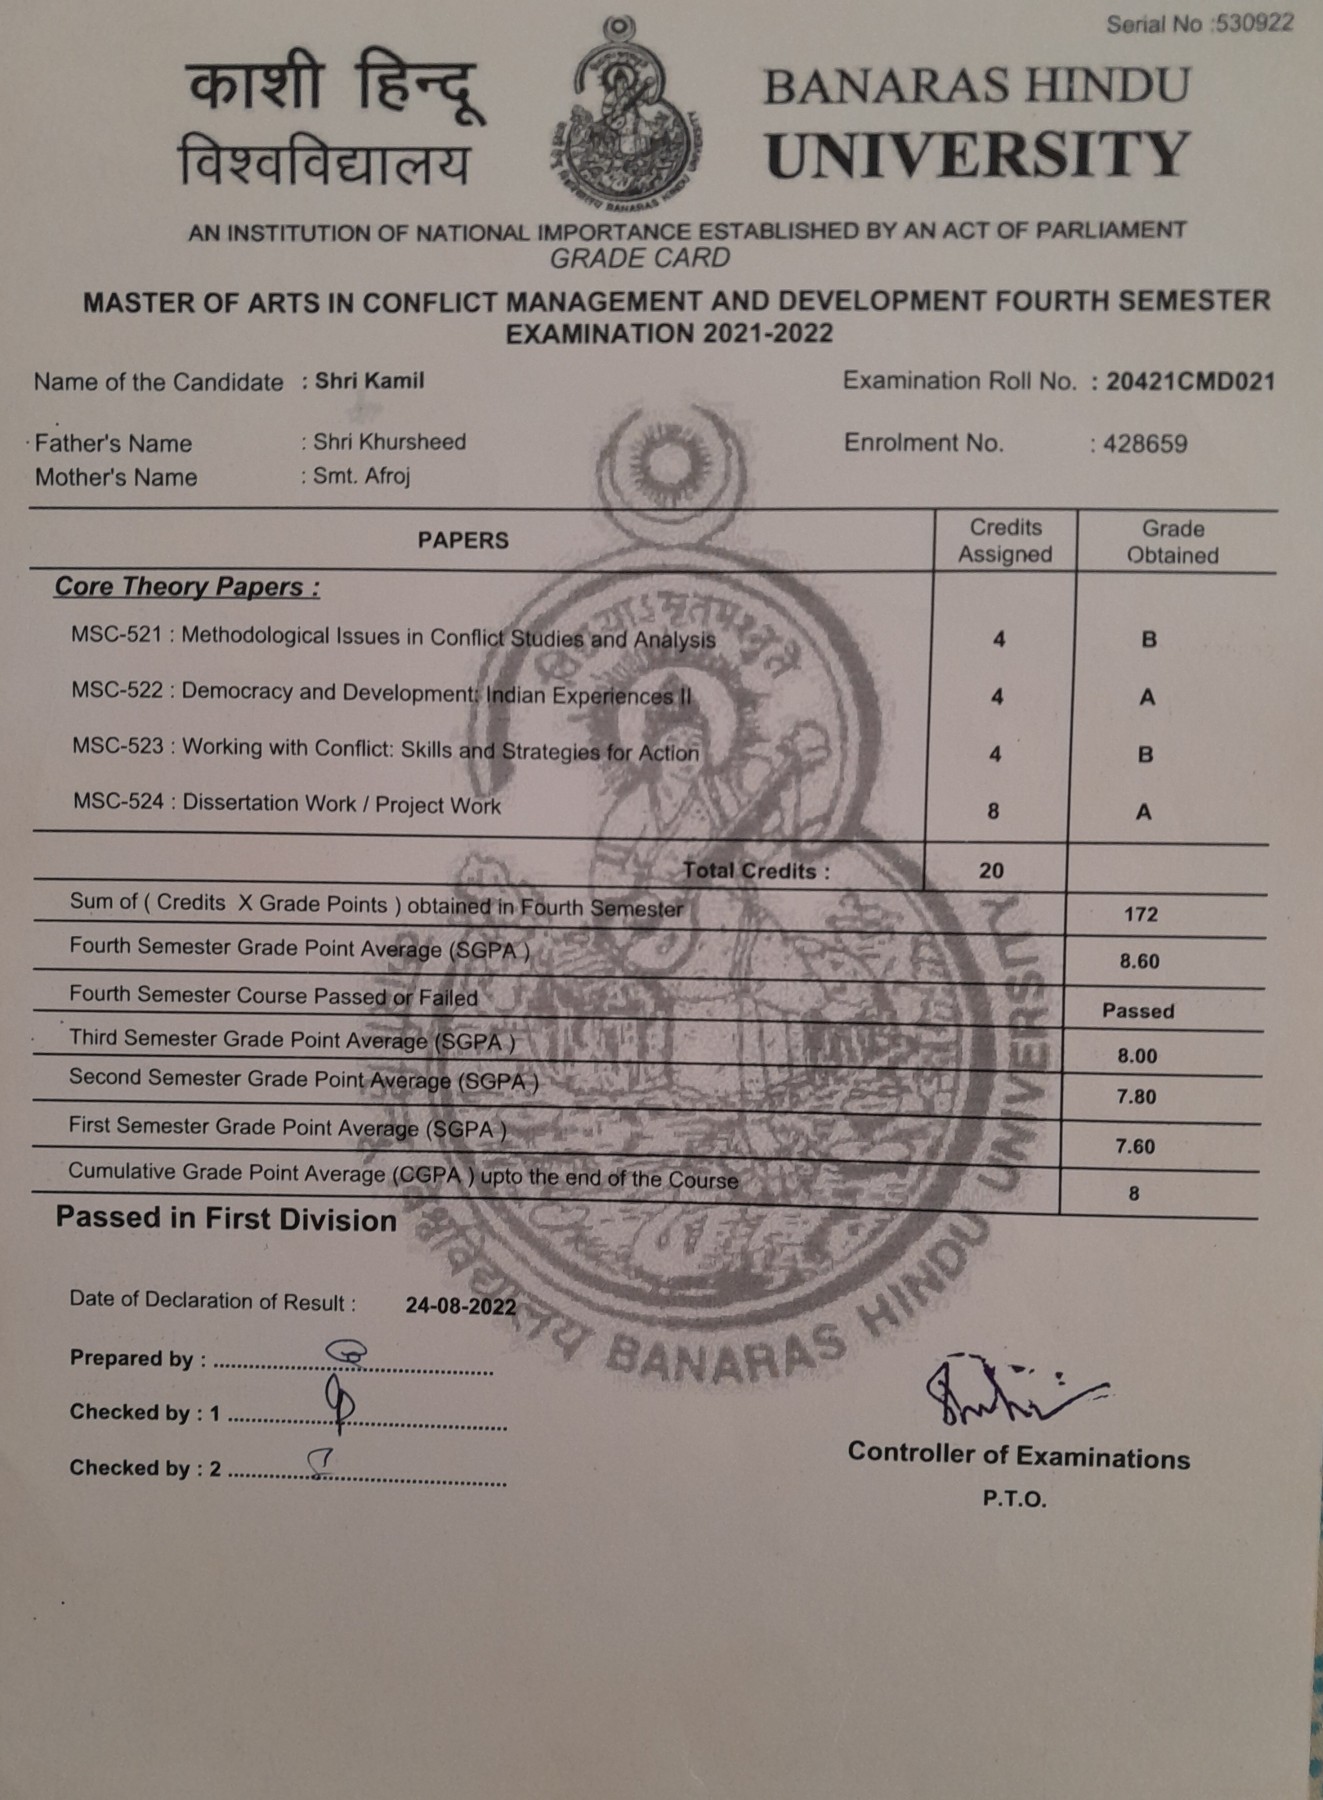 Serial No :530922
काशी हिन्दू
विश्वविद्यालय
BANARAS HINDU
UNIVERSITY
AN INSTITUTION OF NATIONAL IMPORTANCE ESTABLISHED BY AN ACT OF PARLIAMENT
GRADE CARD
MASTER OF ARTS IN CONFLICT MANAGEMENT AND DEVELOPMENT FOURTH SEMESTER
EXAMINATION 2021-2022
Name of the Candidate : Shri Kamil
Examination Roll No. : 20421CMD021
Father's Name : Shri Khursheed
Enrolment No. : 428659
Mother's Name : Smt. Afroj
PAPERS Credits Assigned Grade Obtained
Core Theory Papers :
MSC-521 : Methodological Issues in Conflict Studies and Analysis 4 B
MSC-522 : Democracy and Development: Indian Experiences II 4 A
MSC-523 : Working with Conflict: Skills and Strategies for Action 4 B
MSC-524 : Dissertation Work / Project Work 8 A
Total Credits : 20
Sum of ( Credits X Grade Points ) obtained in Fourth Semester 172
Fourth Semester Grade Point Average (SGPA ) 8.60
Fourth Semester Course Passed or Failed Passed
Third Semester Grade Point Average (SGPA ) 8.00
Second Semester Grade Point Average (SGPA ) 7.80
First Semester Grade Point Average (SGPA ) 7.60
Cumulative Grade Point Average (CGPA ) upto the end of the Course 8
Passed in First Division
Date of Declaration of Result : 24-08-2022
Prepared by :
Checked by : 1
Checked by : 2
Controller of Examinations
P.T.O.
विश्वविद्यालय BANARAS HINDU UNIVERSITY